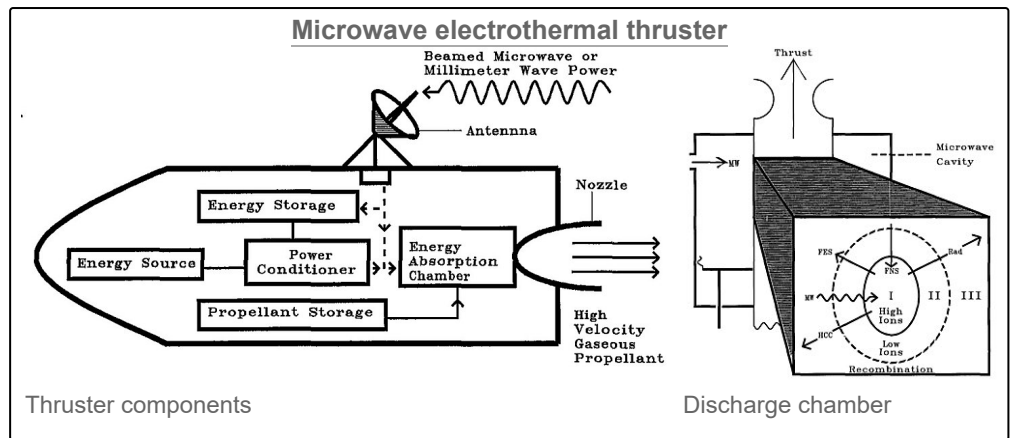 Microwave electrothermal thruster
Beamed Microwave or
Millimeter Wave Power
Antennna
Nozzle
Energy Storage
Energy Source
Power
Conditioner
Energy
Absorption
Chamber
Propellant Storage
High
Velocity
Gaseous
Propellant
Thruster components
Thrust
MW
Microwave
Cavity
FES
FNS
Rad
MW
I
II
III
High
Ions
HCC
Low
Ions
Recombination
Discharge chamber